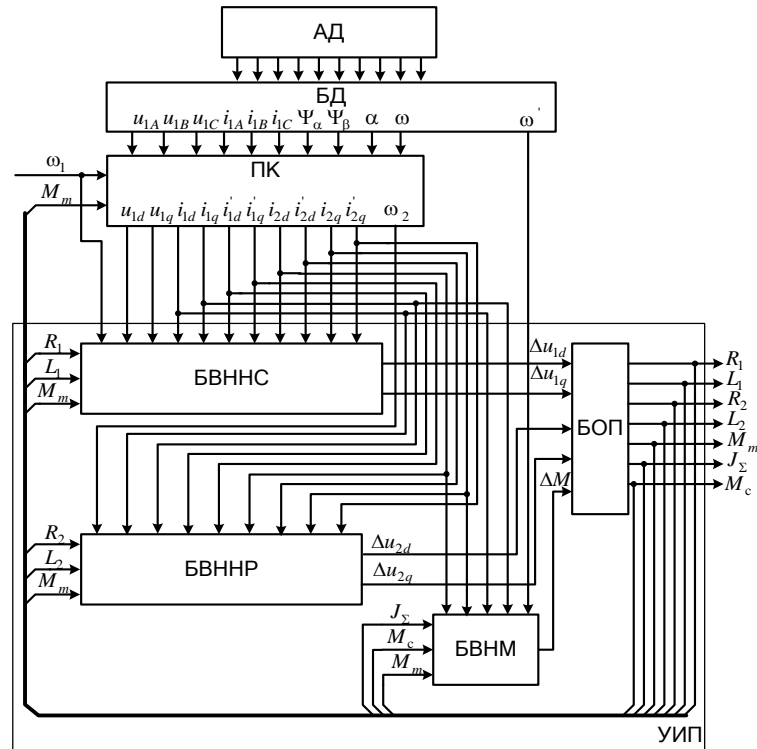 АД
БД
u1A u1B u1C i1A i1B i1C Ψα Ψβ α ω ω'
ω1
ПК
Mm
u1d u1q i1d i1q i'1d i'1q i2d i'2d i2q i'2q ω2
R1
L1
Mm
БВННС
Δu1d
Δu1q
БОП
R1
L1
R2
L2
Mm
JΣ
Mс
ΔM
R2
L2
Mm
БВННР
Δu2d
Δu2q
JΣ
Mс
Mm
БВНМ
УИП